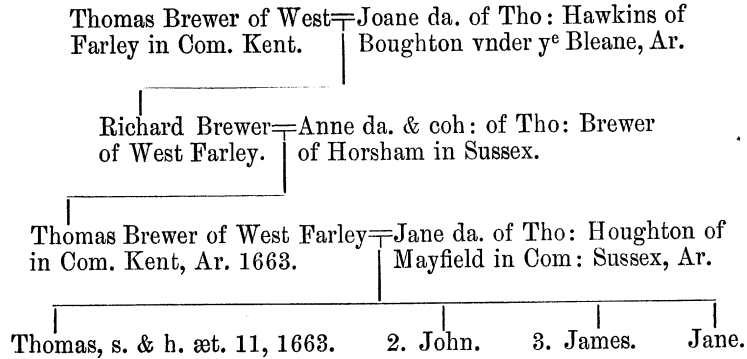 Thomas Brewer of West Farley in Com. Kent.
Joane da. of Tho: Hawkins of Boughton vnder yᵉ Bleane, Ar.
Richard Brewer of West Farley.
Anne da. & coh: of Tho: Brewer of Horsham in Sussex.
Thomas Brewer of West Farley in Com. Kent, Ar. 1663.
Jane da. of Tho: Houghton of Mayfield in Com: Sussex, Ar.
Thomas, s. & h. æt. 11, 1663. 2. John. 3. James. Jane.